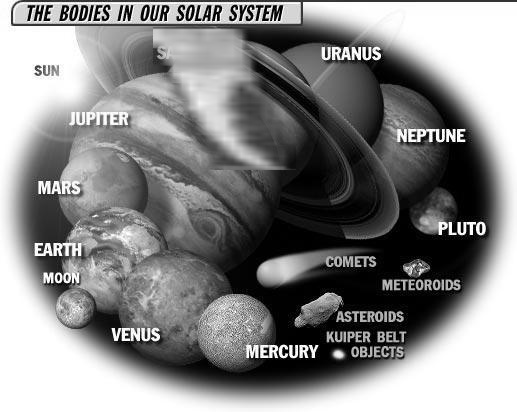 THE BODIES IN OUR SOLAR SYSTEM
URANUS
SUN
JUPITER
NEPTUNE
MARS
PLUTO
EARTH
COMETS
MOON
METEOROIDS
ASTEROIDS
VENUS
KUIPER BELT
MERCURY
OBJECTS